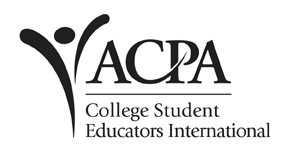 ACPA
College Student
Educators International